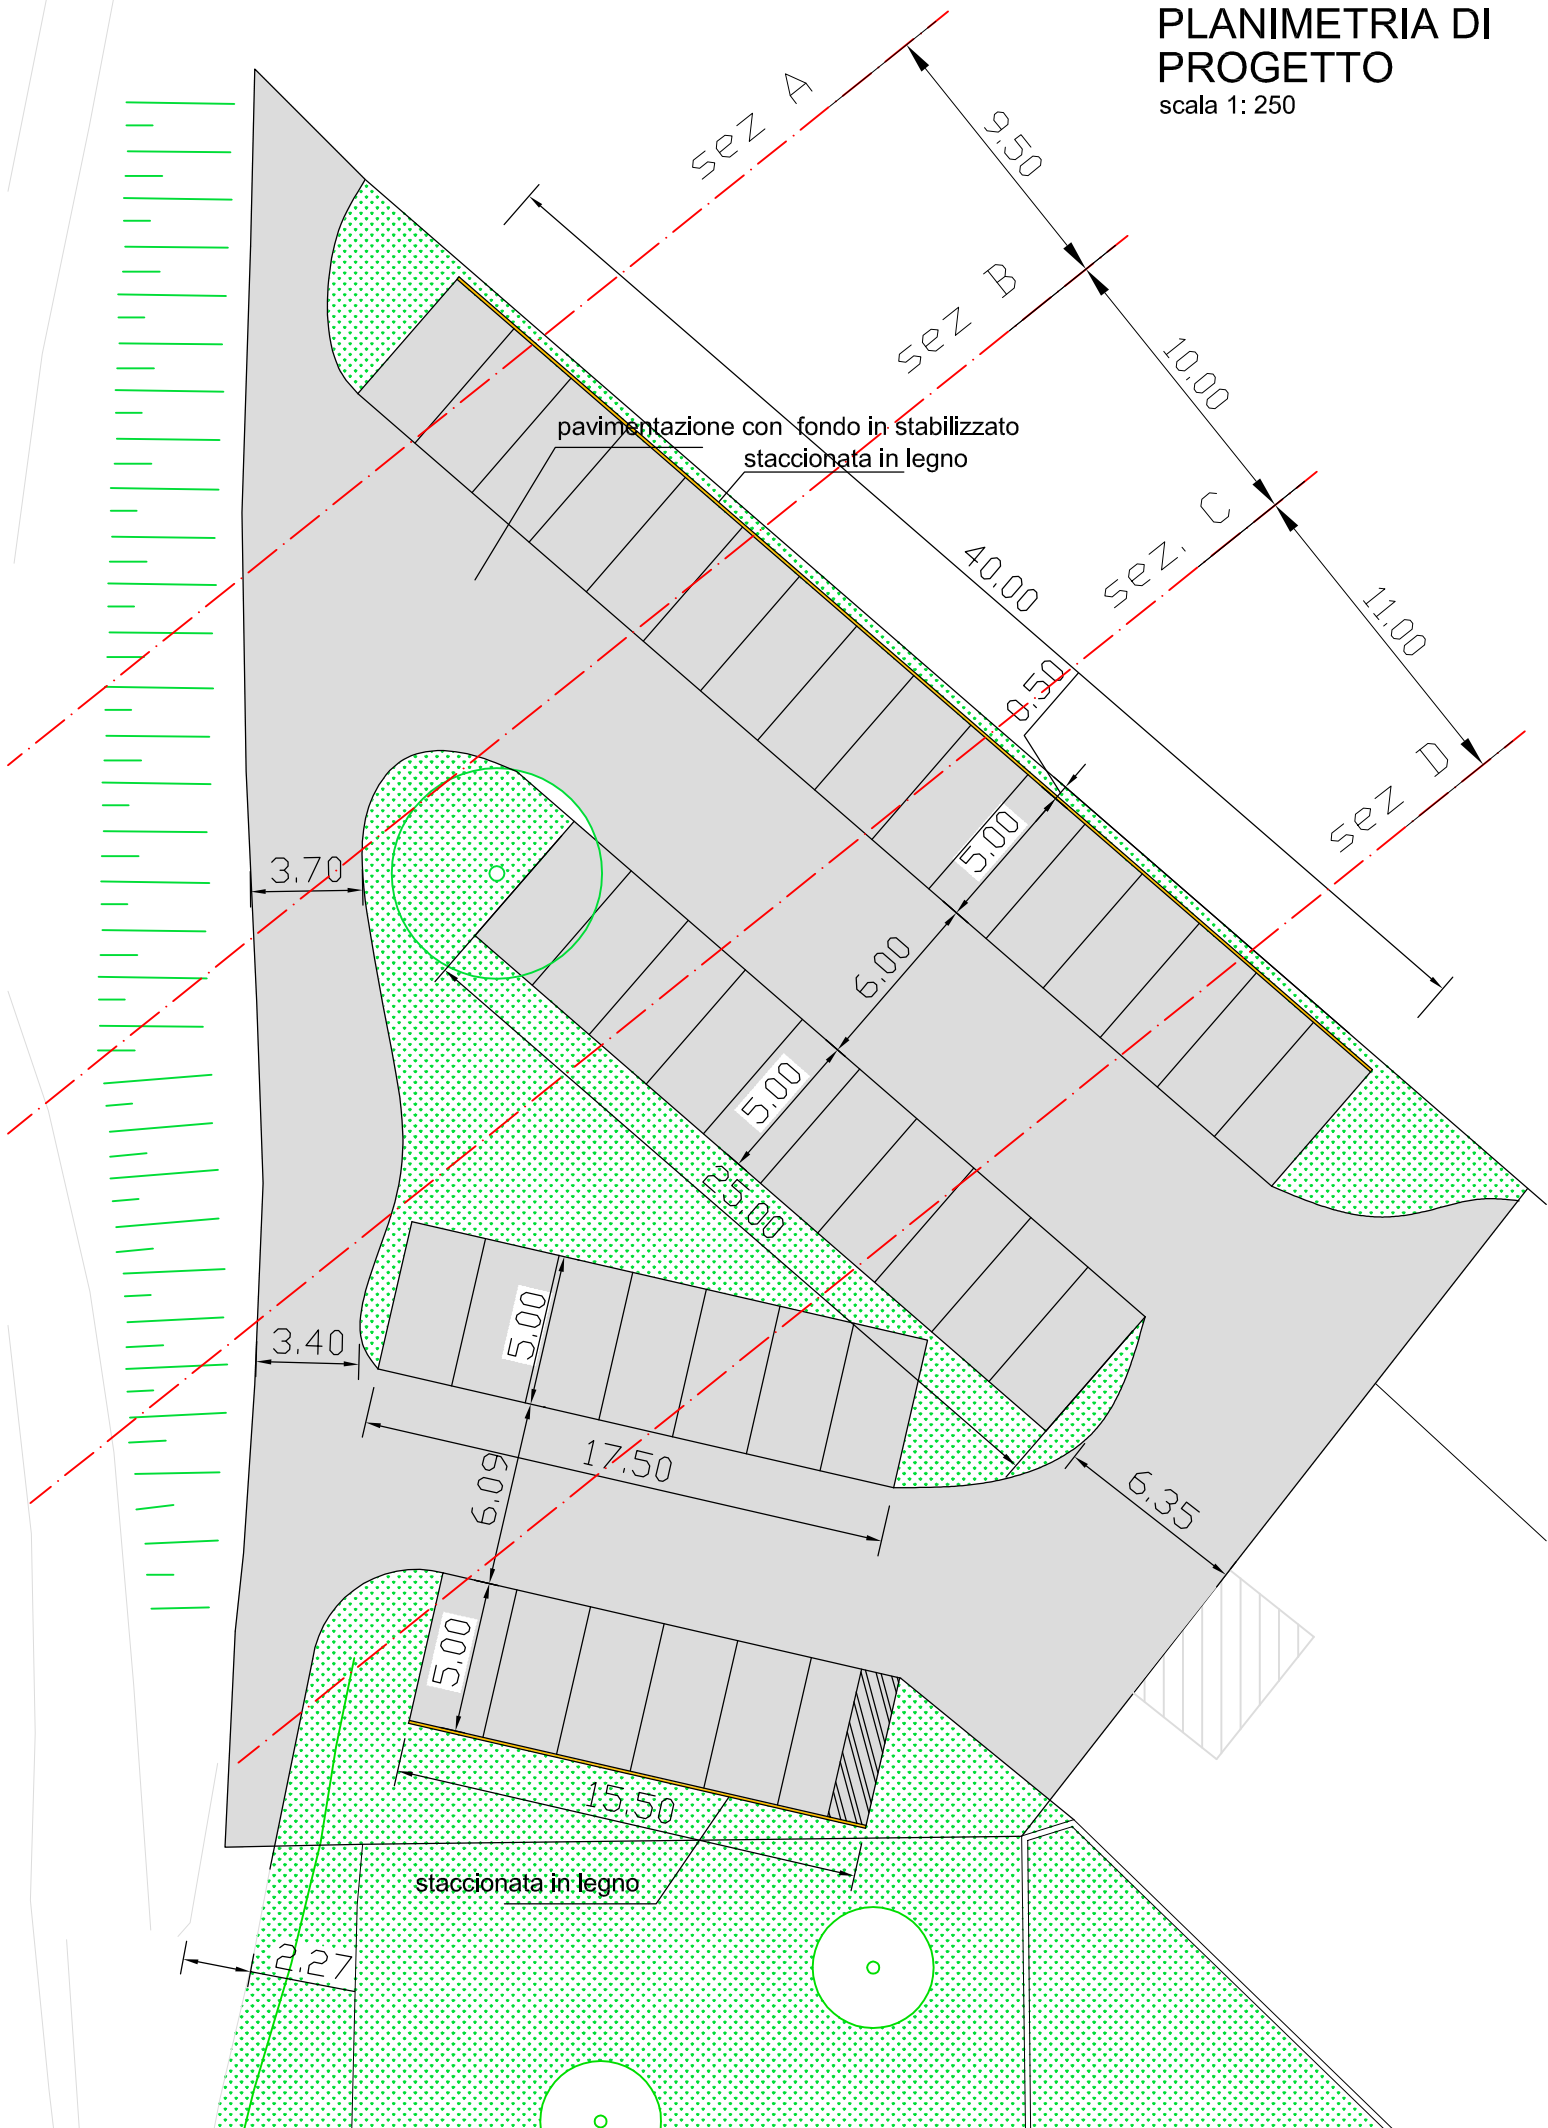 PLANIMETRIA DI
PROGETTO
scala 1: 250
sez A
9.50
sez B
10.00
pavimentazione con fondo in stabilizzato
staccionata in legno
sez. C
40.00
11.00
0.50
sez D
5.00
3.70
6.00
5.00
25.00
5.00
3.40
17.50
6.09
6.35
5.00
15.50
staccionata in legno
2.27